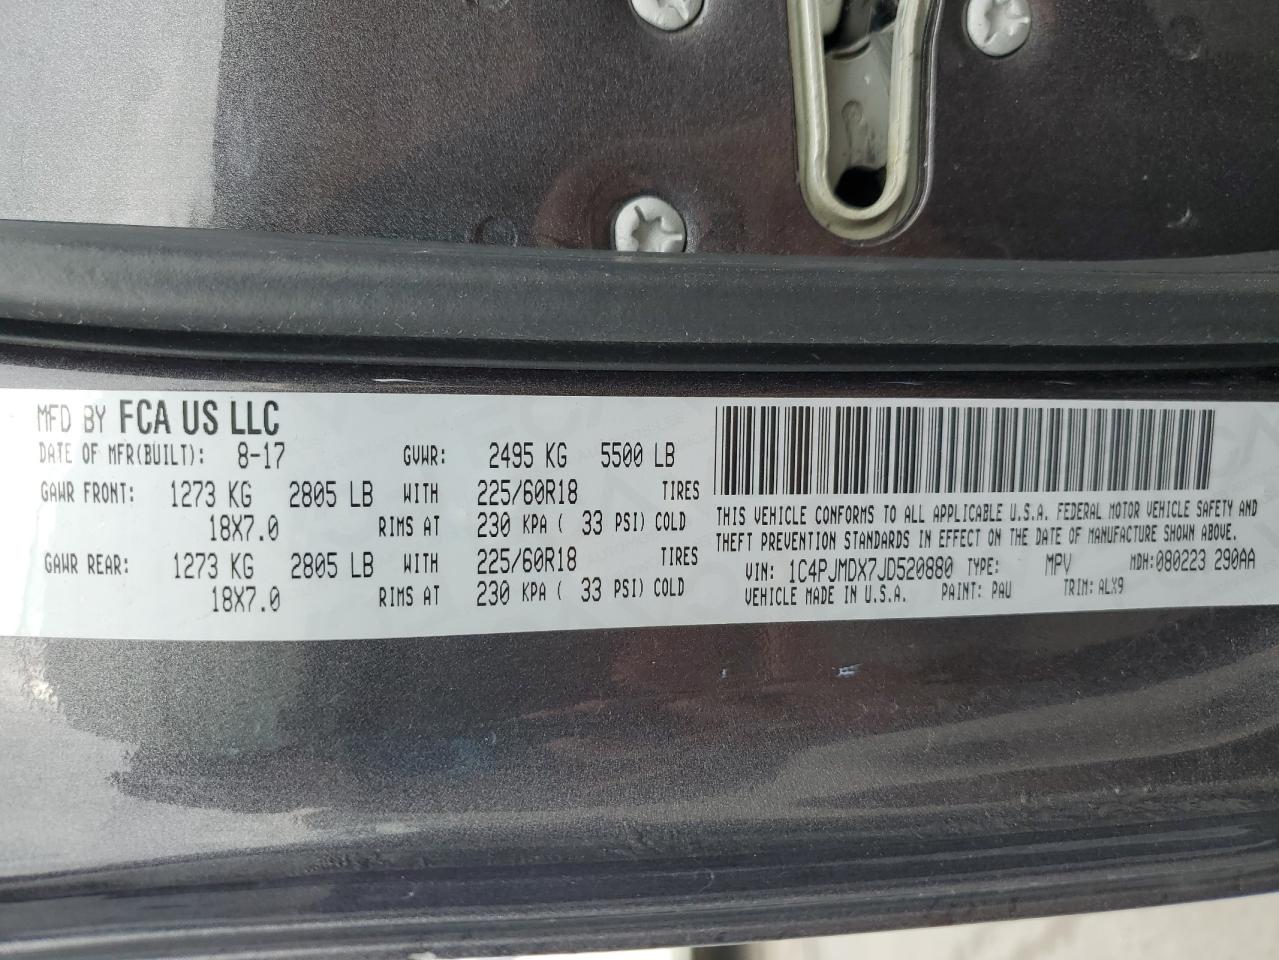 MFD BY FCA US LLC
DATE OF MFR(BUILT): 8-17 GVWR: 2495 KG 5500 LB
GAWR FRONT: 1273 KG 2805 LB WITH 225/60R18 TIRES
18X7.0 RIMS AT 230 KPA ( 33 PSI) COLD
GAWR REAR: 1273 KG 2805 LB WITH 225/60R18 TIRES
18X7.0 RIMS AT 230 KPA ( 33 PSI) COLD
THIS VEHICLE CONFORMS TO ALL APPLICABLE U.S.A. FEDERAL MOTOR VEHICLE SAFETY AND
THEFT PREVENTION STANDARDS IN EFFECT ON THE DATE OF MANUFACTURE SHOWN ABOVE.
VIN: 1C4PJMDX7JD520880 TYPE: MPV MDH:080223 290AA
VEHICLE MADE IN U.S.A. PAINT: PAU TRIM: ALX9